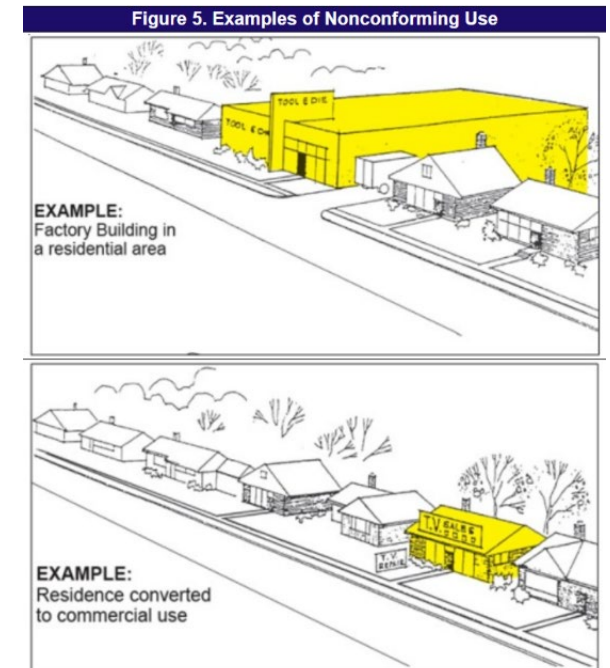 Figure 5. Examples of Nonconforming Use
TOOL & DIE
TOOL & DIE
EXAMPLE:
Factory Building in
a residential area
T.V. SALES
T.V.
REPAIR
EXAMPLE:
Residence converted
to commercial use